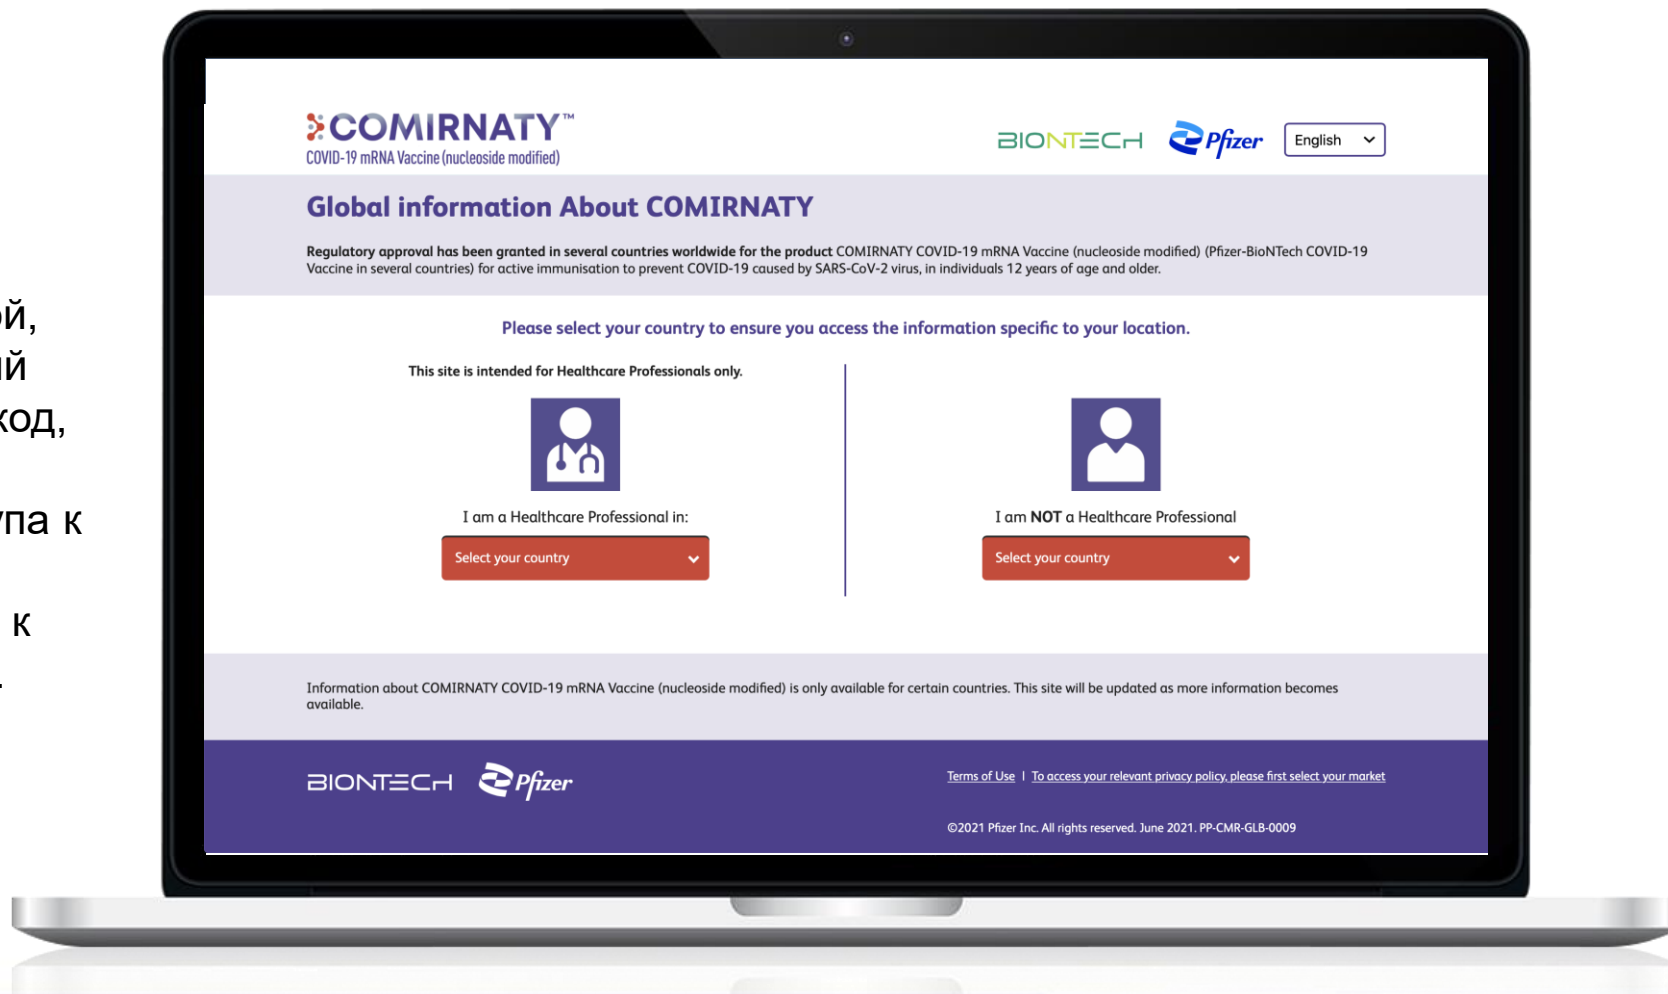 COMIRNATY™
COVID-19 mRNA Vaccine (nucleoside modified)
BIONTECH
Pfizer
English
Global information About COMIRNATY
Regulatory approval has been granted in several countries worldwide for the product COMIRNATY COVID-19 mRNA Vaccine (nucleoside modified) (Pfizer-BioNTech COVID-19
Vaccine in several countries) for active immunisation to prevent COVID-19 caused by SARS-CoV-2 virus, in individuals 12 years of age and older.
Please select your country to ensure you access the information specific to your location.
This site is intended for Healthcare Professionals only.
I am a Healthcare Professional in:
Select your country
I am NOT a Healthcare Professional
Select your country
Information about COMIRNATY COVID-19 mRNA Vaccine (nucleoside modified) is only available for certain countries. This site will be updated as more information becomes
available.
BIONTECH
Pfizer
Terms of Use | To access your relevant privacy policy, please first select your market
©2021 Pfizer Inc. All rights reserved. June 2021. PP-CMR-GLB-0009
к